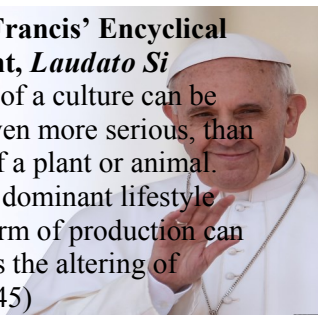 Francis’ Encyclical
nt, Laudato Si
of a culture can be
ven more serious, than
f a plant or animal.
dominant lifestyle
rm of production can
s the altering of
45)